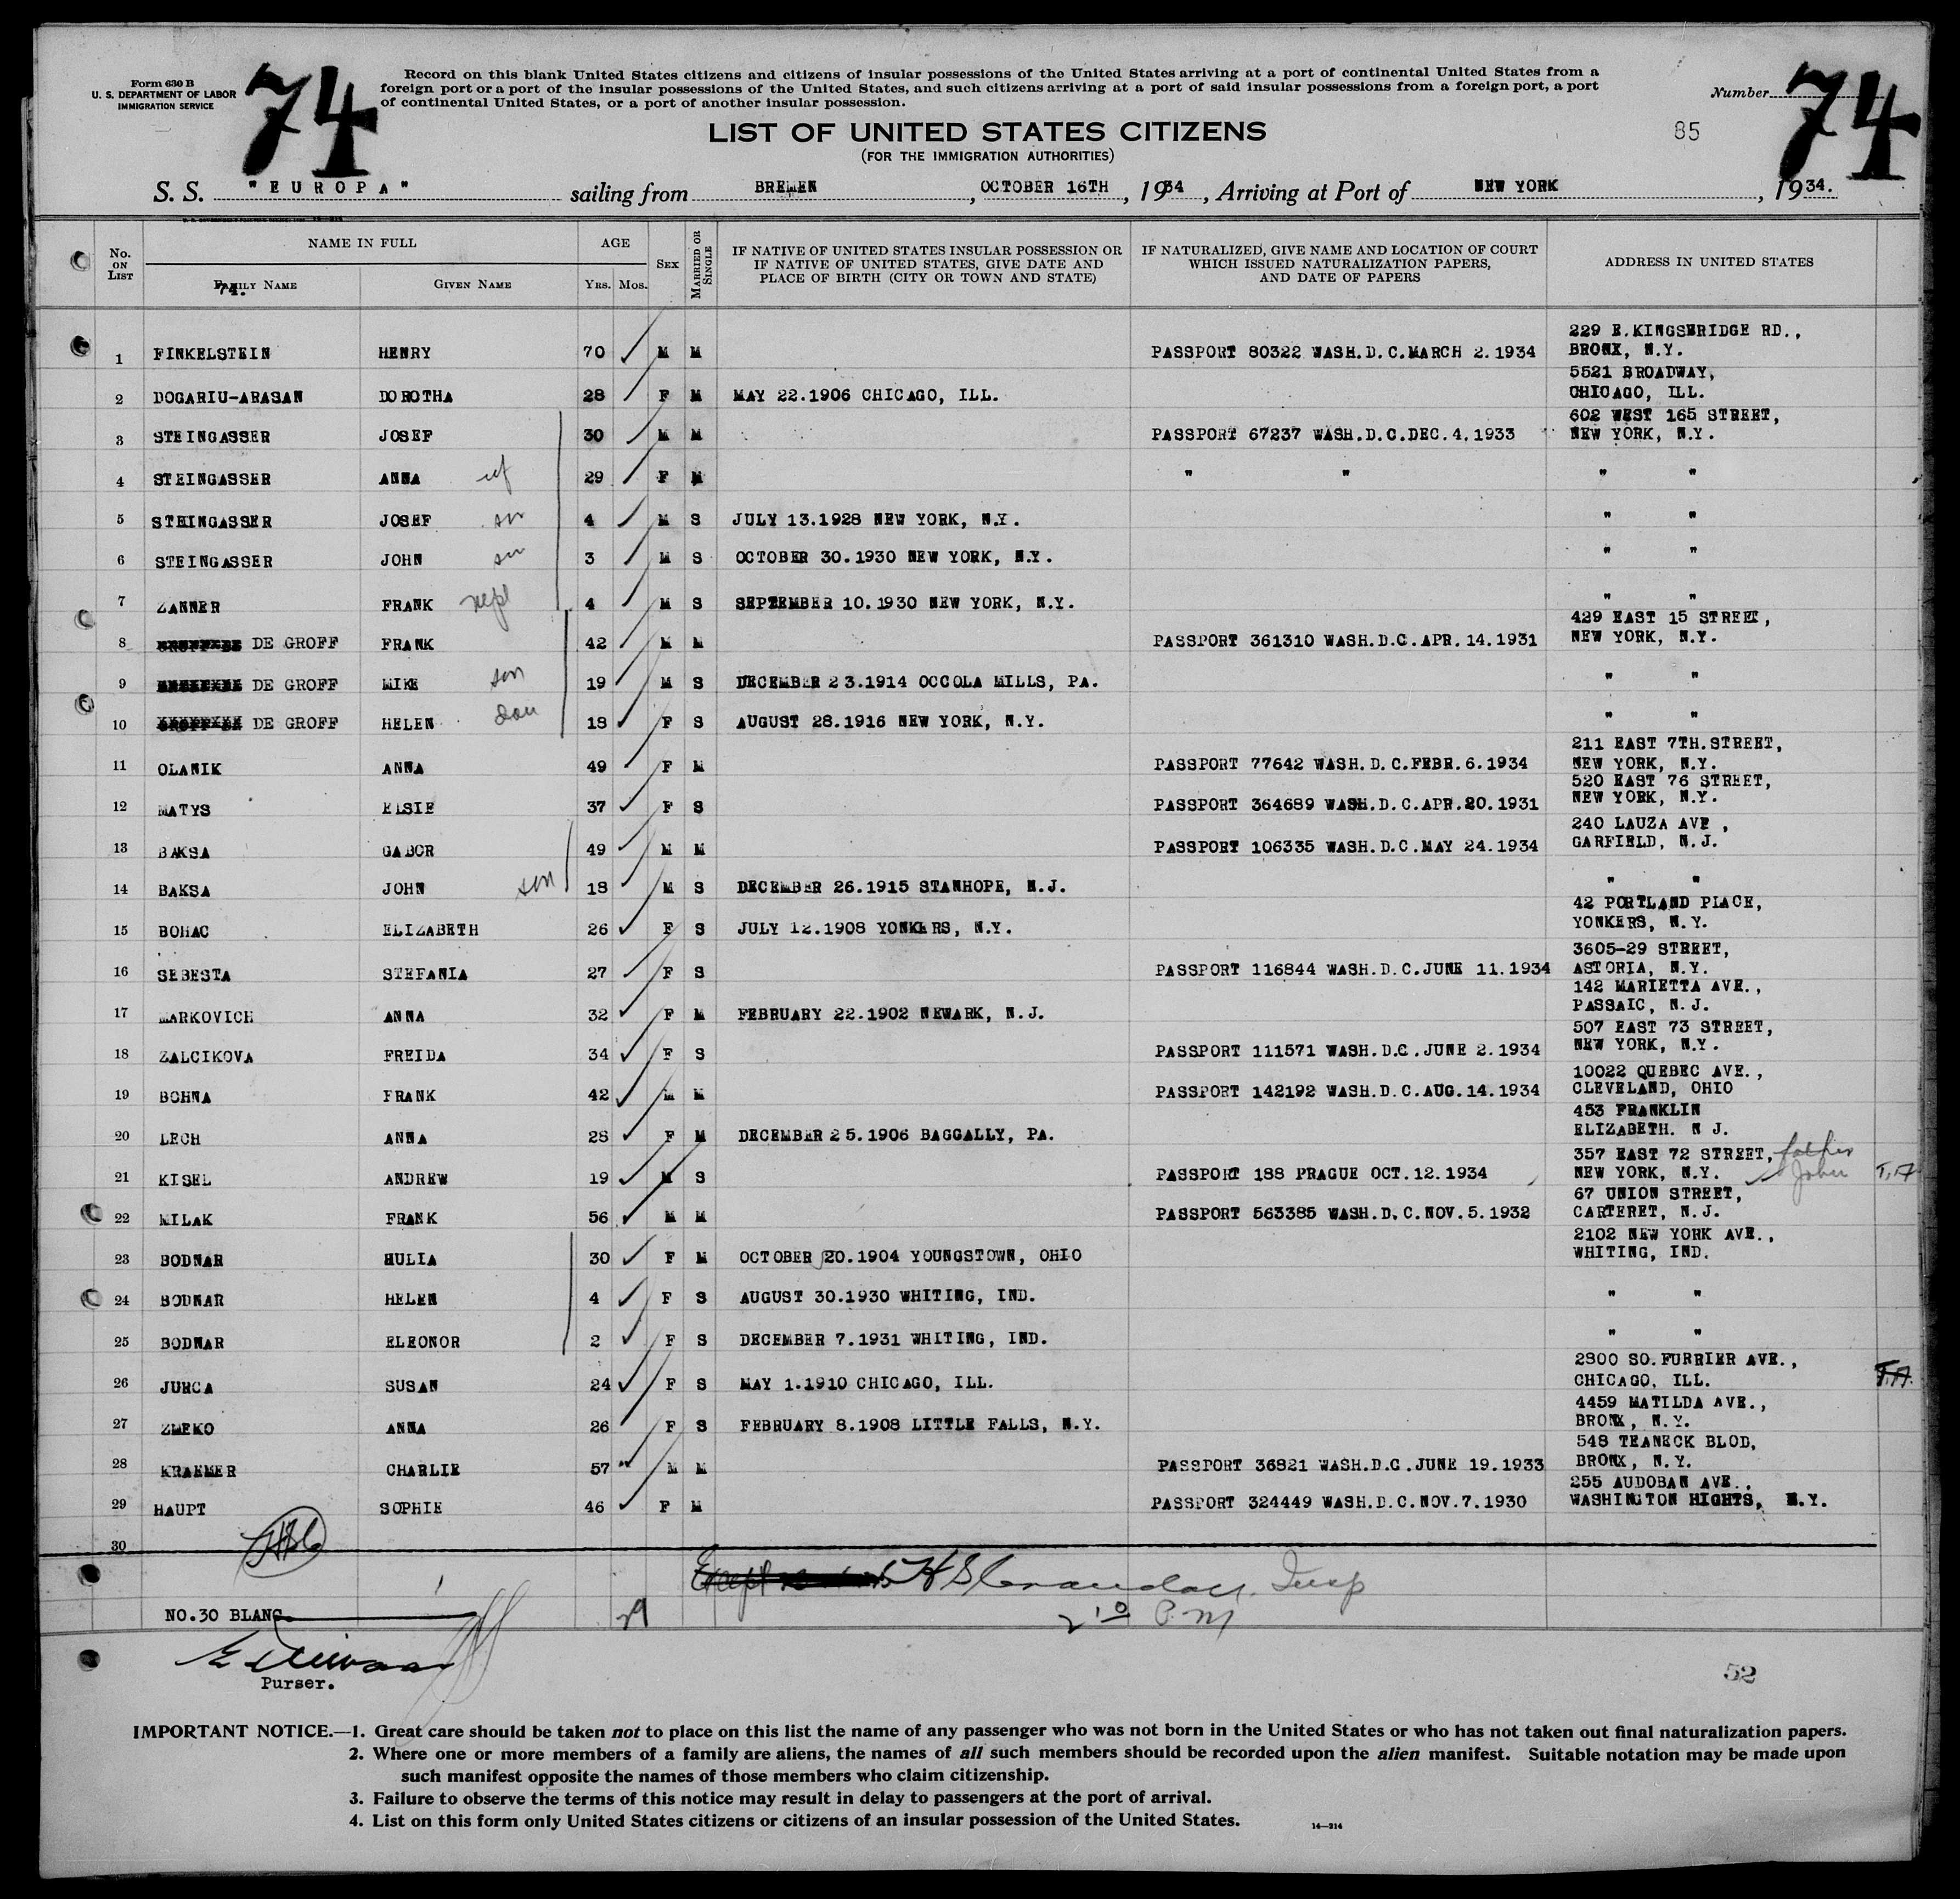 Form 630 B
U. S. DEPARTMENT OF LABOR
IMMIGRATION SERVICE
74
Record on this blank United States citizens and citizens of insular possessions of the United States arriving at a port of continental United States from a
foreign port or a port of the insular possessions of the United States, and such citizens arriving at a port of said insular possessions from a foreign port, a port
of continental United States, or a port of another insular possession.
Number 74
LIST OF UNITED STATES CITIZENS
85
(FOR THE IMMIGRATION AUTHORITIES)
S. S. "EUROPA" sailing from BREMEN, OCTOBER 16TH, 1934, Arriving at Port of NEW YORK, 1934.
No. ON LIST NAME IN FULL AGE SEX MARRIED OR SINGLE IF NATIVE OF UNITED STATES INSULAR POSSESSION OR IF NATIVE OF UNITED STATES, GIVE DATE AND PLACE OF BIRTH (CITY OR TOWN AND STATE) IF NATURALIZED, GIVE NAME AND LOCATION OF COURT WHICH ISSUED NATURALIZATION PAPERS, AND DATE OF PAPERS ADDRESS IN UNITED STATES
FAMILY NAME GIVEN NAME YRS. MOS.
74.
1 FINKELSTEIN HENRY 70 M M PASSPORT 80322 WASH.D.C.MARCH 2.1934 229 E.KINGSBRIDGE RD., BRONX, N.Y.
2 DOGARIU-ARASAN DOROTHA 28 F M MAY 22.1906 CHICAGO, ILL. 5521 BROADWAY, CHICAGO, ILL.
3 STEINGASSER JOSEF 30 M M PASSPORT 67237 WASH.D.C.DEC.4.1933 602 WEST 165 STREET, NEW YORK, N.Y.
4 STEINGASSER ANNA wf 29 F M " " " "
5 STEINGASSER JOSEF son 4 M S JULY 13.1928 NEW YORK, N.Y. " "
6 STEINGASSER JOHN son 3 M S OCTOBER 30.1930 NEW YORK, N.Y. " "
7 ZANNER FRANK neph 4 M S SEPTEMBER 10.1930 NEW YORK, N.Y. " "
8 DE GROFF FRANK 42 M M PASSPORT 361310 WASH.D.C.APR.14.1931 429 EAST 15 STREET, NEW YORK, N.Y.
9 DE GROFF MIKE son 19 M S DECEMBER 23.1914 OCCOLA MILLS, PA. " "
10 DE GROFF HELEN dau 18 F S AUGUST 28.1916 NEW YORK, N.Y. " "
11 OLANIK ANNA 49 F M PASSPORT 77642 WASH.D.C.FEBR.6.1934 211 EAST 7TH.STREET, NEW YORK, N.Y.
12 MATYS ELSIE 37 F S PASSPORT 364689 WASH.D.C.APR.20.1931 520 EAST 76 STREET, NEW YORK, N.Y.
13 BAKSA GABOR 49 M M PASSPORT 106335 WASH.D.C.MAY 24.1934 240 LAUZA AVE , GARFIELD, N.J.
14 BAKSA JOHN son 18 M S DECEMBER 26.1915 STANHOPE, N.J. " "
15 BOHAC ELIZABETH 26 F S JULY 12.1908 YONKERS, N.Y. 42 PORTLAND PLACE, YONKERS, N.Y.
16 SEBESTA STEFANIA 27 F S PASSPORT 116844 WASH.D.C.JUNE 11.1934 3605-29 STREET, ASTORIA, N.Y.
17 MARKOVICH ANNA 32 F M FEBRUARY 22.1902 NEWARK, N.J. 142 MARIETTA AVE., PASSAIC, N.J.
18 ZALCIKOVA FREIDA 34 F S PASSPORT 111571 WASH.D.C.JUNE 2.1934 507 EAST 73 STREET, NEW YORK, N.Y.
19 BOHNA FRANK 42 M M PASSPORT 142192 WASH.D.C.AUG.14.1934 10022 QUEBEC AVE., CLEVELAND, OHIO
20 LECH ANNA 28 F M DECEMBER 25.1906 BAGGALLY, PA. 453 FRANKLIN ELIZABETH. N J.
21 KISEL ANDREW 19 M S PASSPORT 188 PRAGUE OCT.12.1934 357 EAST 72 STREET, NEW YORK, N.Y. father John T.A
22 MILAK FRANK 56 M M PASSPORT 563385 WASH.D.C.NOV.5.1932 67 UNION STREET, CARTERET, N.J.
23 BODNAR HULIA 30 F M OCTOBER 20.1904 YOUNGSTOWN, OHIO 2102 NEW YORK AVE., WHITING, IND.
24 BODNAR HELEN 4 F S AUGUST 30.1930 WHITING, IND. " "
25 BODNAR ELEONOR 2 F S DECEMBER 7.1931 WHITING, IND. " "
26 JURCA SUSAN 24 F S MAY 1.1910 CHICAGO, ILL. 2800 SO.FURRIER AVE., CHICAGO, ILL. T.A.
27 ZMEKO ANNA 26 F S FEBRUARY 8.1908 LITTLE FALLS, N.Y. 4459 MATILDA AVE., BRONX, N.Y.
28 KRAEMER CHARLIE 57 M M PASSPORT 36821 WASH.D.C.JUNE 19.1933 548 TEANECK BLOD, BRONX, N.Y.
29 HAUPT SOPHIE 46 F M PASSPORT 324449 WASH.D.C.NOV.7.1930 255 AUDOBAN AVE., WASHINGTON HIGHTS, N.Y.
30
Insp
NO.30 BLANC 29 2 10 P.M
Purser.
52
IMPORTANT NOTICE.—1. Great care should be taken not to place on this list the name of any passenger who was not born in the United States or who has not taken out final naturalization papers.
2. Where one or more members of a family are aliens, the names of all such members should be recorded upon the alien manifest. Suitable notation may be made upon
such manifest opposite the names of those members who claim citizenship.
3. Failure to observe the terms of this notice may result in delay to passengers at the port of arrival.
4. List on this form only United States citizens or citizens of an insular possession of the United States.
14—214